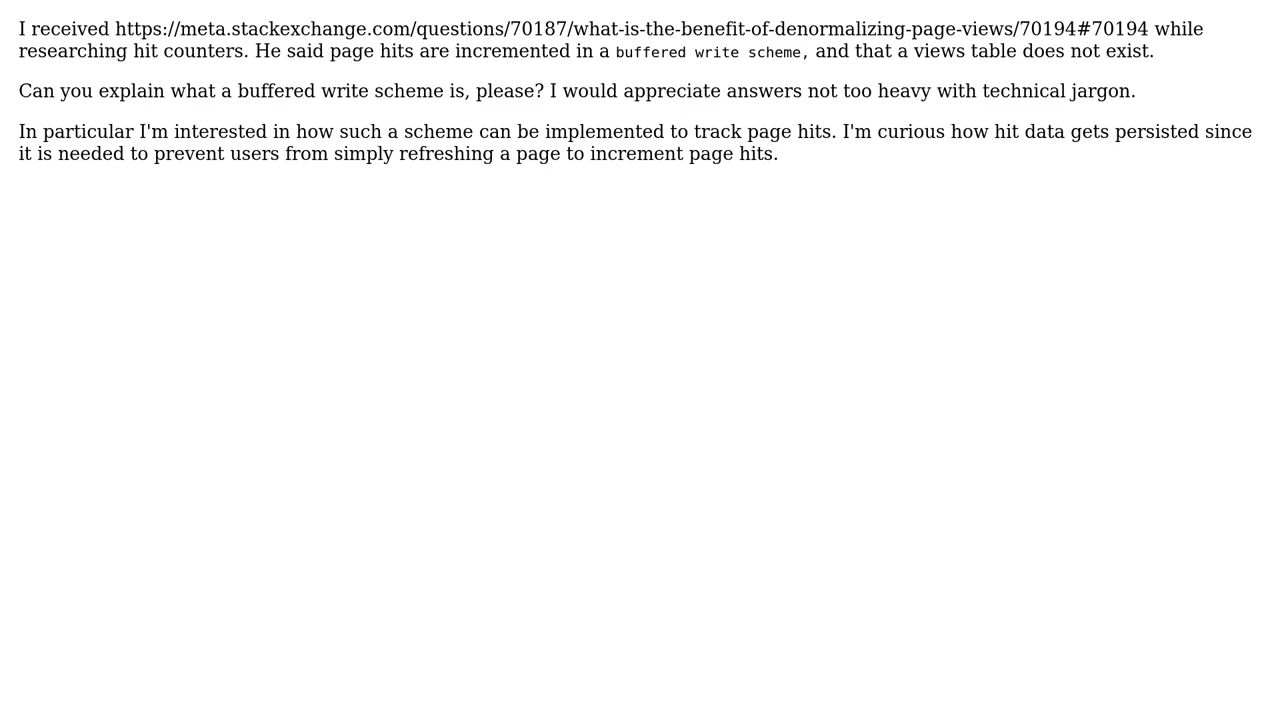 I received https://meta.stackexchange.com/questions/70187/what-is-the-benefit-of-denormalizing-page-views/70194#70194 while
researching hit counters. He said page hits are incremented in a buffered write scheme, and that a views table does not exist.
Can you explain what a buffered write scheme is, please? I would appreciate answers not too heavy with technical jargon.
In particular I'm interested in how such a scheme can be implemented to track page hits. I'm curious how hit data gets persisted since
it is needed to prevent users from simply refreshing a page to increment page hits.